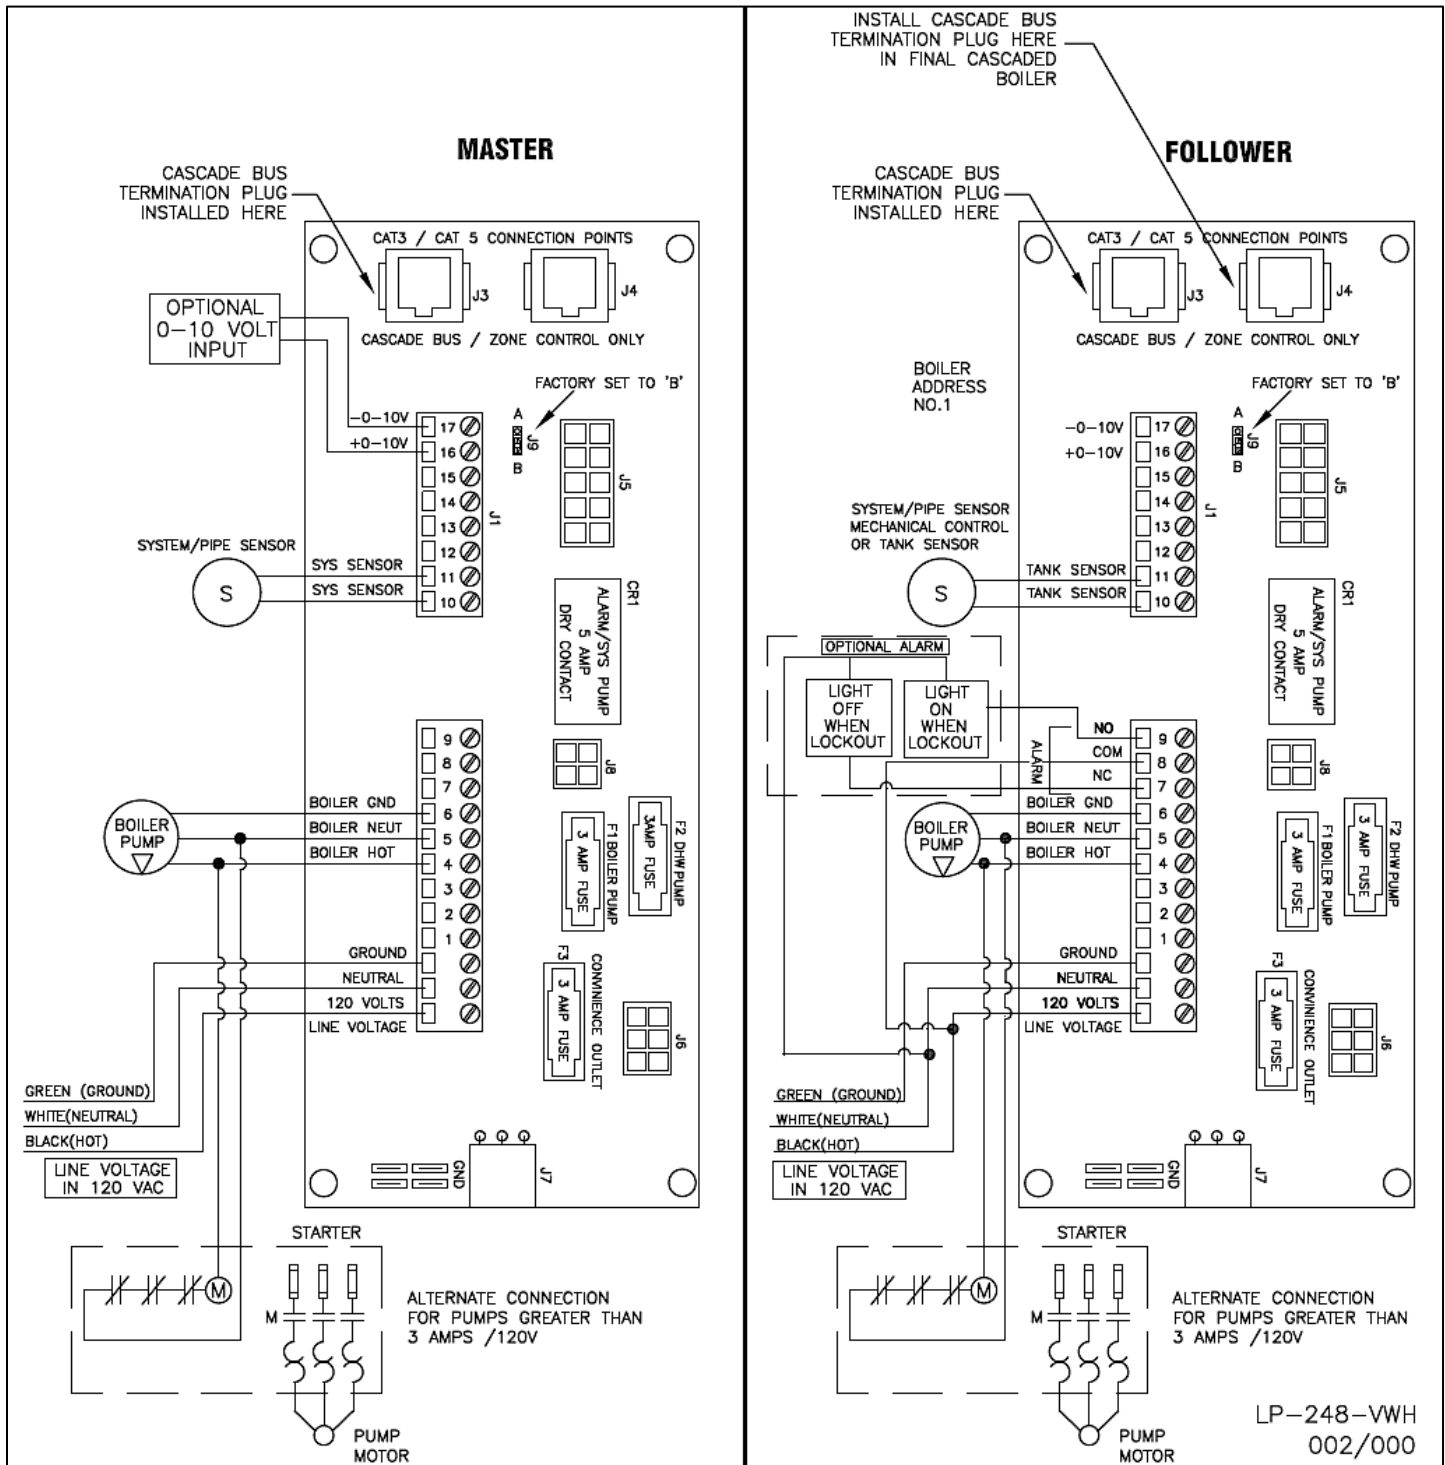 MASTER
CASCADE BUS
TERMINATION PLUG
INSTALLED HERE
CAT3 / CAT 5 CONNECTION POINTS
J3
J4
CASCADE BUS / ZONE CONTROL ONLY
OPTIONAL
0-10 VOLT
INPUT
FACTORY SET TO 'B'
-0-10V
+0-10V
A
J9
B
17
16
15
14
13
12
11
10
J1
J5
SYSTEM/PIPE SENSOR
S
SYS SENSOR
SYS SENSOR
CR1
ALARM/SYS PUMP
5 AMP
DRY CONTACT
9
8
7
6
5
4
3
2
1
J8
BOILER
PUMP
BOILER GND
BOILER NEUT
BOILER HOT
F1 BOILER PUMP
3 AMP FUSE
F2 DHW PUMP
3AMP FUSE
GROUND
NEUTRAL
120 VOLTS
LINE VOLTAGE
F3
3 AMP FUSE
CONVINIENCE OUTLET
J6
GREEN (GROUND)
WHITE(NEUTRAL)
BLACK(HOT)
LINE VOLTAGE
IN 120 VAC
GND
J7
STARTER
M
M
ALTERNATE CONNECTION
FOR PUMPS GREATER THAN
3 AMPS /120V
PUMP
MOTOR
INSTALL CASCADE BUS
TERMINATION PLUG HERE
IN FINAL CASCADED
BOILER
FOLLOWER
CASCADE BUS
TERMINATION PLUG
INSTALLED HERE
CAT3 / CAT 5 CONNECTION POINTS
J3
J4
CASCADE BUS / ZONE CONTROL ONLY
BOILER
ADDRESS
NO.1
FACTORY SET TO 'B'
-0-10V
+0-10V
A
J9
B
17
16
15
14
13
12
11
10
J1
J5
SYSTEM/PIPE SENSOR
MECHANICAL CONTROL
OR TANK SENSOR
S
TANK SENSOR
TANK SENSOR
CR1
ALARM/SYS PUMP
5 AMP
DRY CONTACT
OPTIONAL ALARM
LIGHT
OFF
WHEN
LOCKOUT
LIGHT
ON
WHEN
LOCKOUT
ALARM
NO
COM
NC
9
8
7
6
5
4
3
2
1
J8
BOILER
PUMP
BOILER GND
BOILER NEUT
BOILER HOT
F1 BOILER PUMP
3 AMP FUSE
F2 DHW PUMP
3 AMP FUSE
GROUND
NEUTRAL
120 VOLTS
LINE VOLTAGE
F3
3 AMP FUSE
CONVINIENCE OUTLET
J6
GREEN (GROUND)
WHITE(NEUTRAL)
BLACK(HOT)
LINE VOLTAGE
IN 120 VAC
GND
J7
STARTER
M
M
ALTERNATE CONNECTION
FOR PUMPS GREATER THAN
3 AMPS /120V
PUMP
MOTOR
LP-248-VWH
002/000